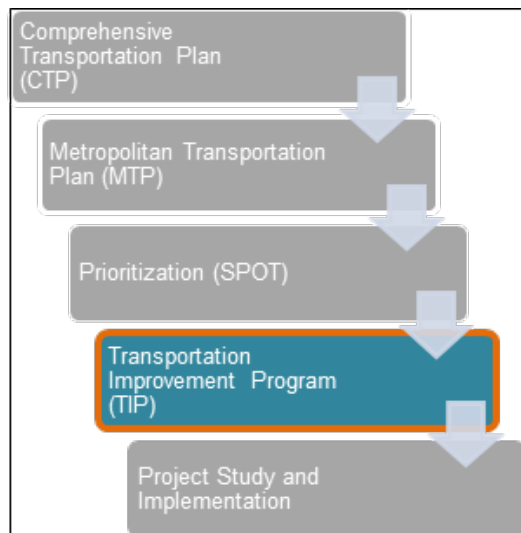 Comprehensive
Transportation Plan
(CTP)
Metropolitan Transportation
Plan (MTP)
Prioritization (SPOT)
Transportation
Improvement Program
(TIP)
Project Study and
Implementation